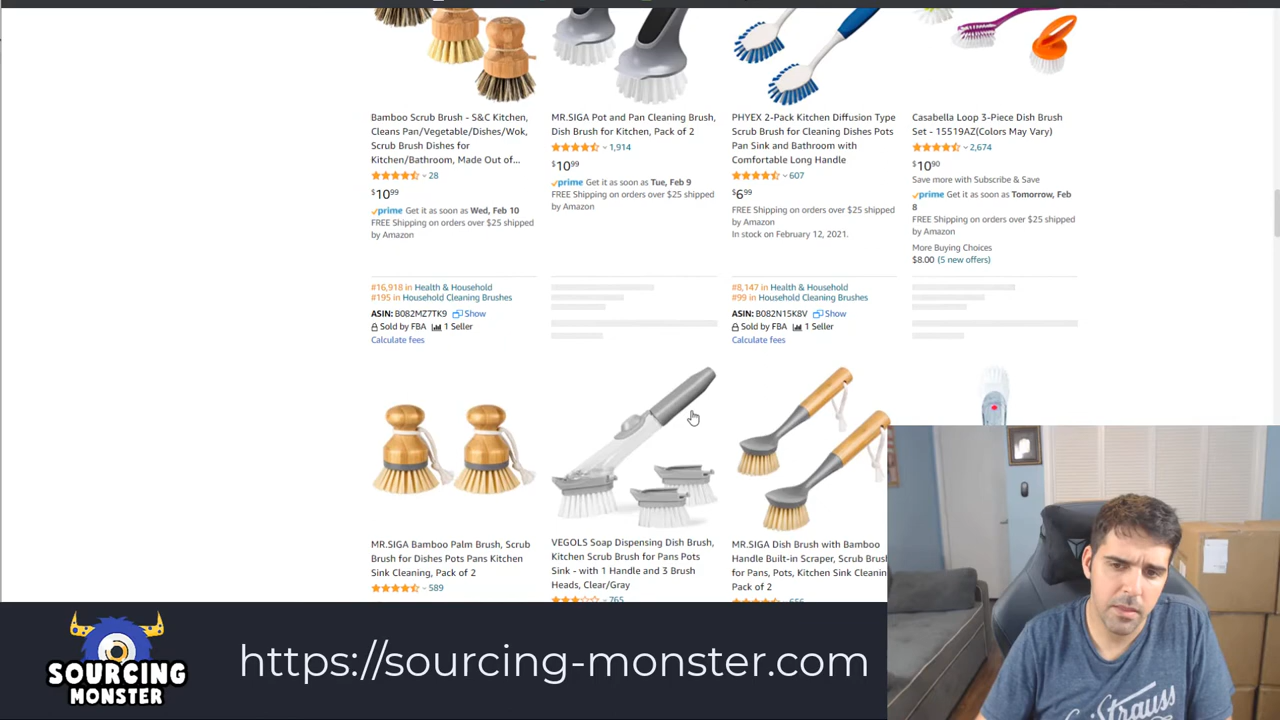 Bamboo Scrub Brush - S&C Kitchen,
Cleans Pan/Vegetable/Dishes/Wok,
Scrub Brush Dishes for
Kitchen/Bathroom, Made Out of...
28
$10⁹⁹
prime Get it as soon as Wed, Feb 10
FREE Shipping on orders over $25 shipped
by Amazon
#16,918 in Health & Household
#195 in Household Cleaning Brushes
ASIN: B082MZ7TK9 Show
Sold by FBA 1 Seller
Calculate fees
MR.SIGA Pot and Pan Cleaning Brush,
Dish Brush for Kitchen, Pack of 2
1,914
$10⁹⁹
prime Get it as soon as Tue, Feb 9
FREE Shipping on orders over $25 shipped
by Amazon
PHYEX 2-Pack Kitchen Diffusion Type
Scrub Brush for Cleaning Dishes Pots
Pan Sink and Bathroom with
Comfortable Long Handle
607
$6⁹⁹
FREE Shipping on orders over $25 shipped
by Amazon
In stock on February 12, 2021.
#8,147 in Health & Household
#99 in Household Cleaning Brushes
ASIN: B082N15K8V Show
Sold by FBA 1 Seller
Calculate fees
Casabella Loop 3-Piece Dish Brush
Set - 15519AZ(Colors May Vary)
2,674
$10⁹⁰
Save more with Subscribe & Save
prime Get it as soon as Tomorrow, Feb
8
FREE Shipping on orders over $25 shipped
by Amazon
More Buying Choices
$8.00 (5 new offers)
MR.SIGA Bamboo Palm Brush, Scrub
Brush for Dishes Pots Pans Kitchen
Sink Cleaning, Pack of 2
589
VEGOLS Soap Dispensing Dish Brush,
Kitchen Scrub Brush for Pans Pots
Sink - with 1 Handle and 3 Brush
Heads, Clear/Gray
765
MR.SIGA Dish Brush with Bamboo
Handle Built-in Scraper, Scrub Brush
for Pans, Pots, Kitchen Sink Cleaning
Pack of 2
SOURCING
MONSTER
https://sourcing-monster.com